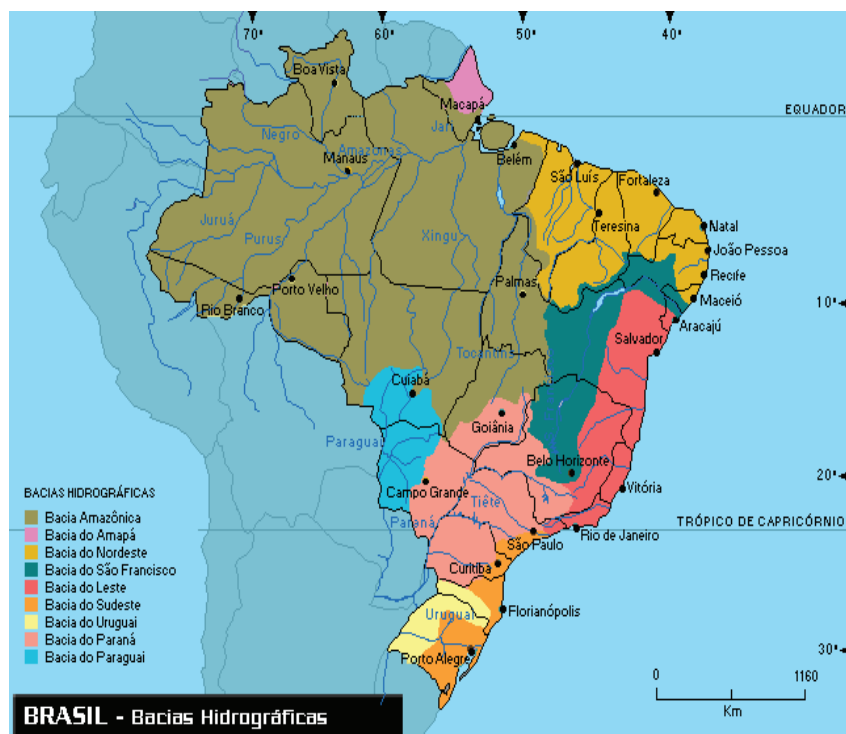 70°
60°
50°
40°
Boa Vista
Macapá
EQUADOR
Negro
Jari
Amazonas
Manaus
Belém
São Luís
Fortaleza
Juruá
Purus
Xingu
Teresina
Natal
João Pessoa
Porto Velho
Palmas
Recife
Rio Branco
Maceió
10°
Aracajú
Salvador
Tocantins
Cuiabá
Goiânia
Paraguai
Belo Horizonte
20°
Campo Grande
Vitória
Tiête
Paraná
TRÓPICO DE CAPRICÓRNIO
São Paulo
Rio de Janeiro
Curitiba
Uruguai
Florianópolis
Porto Alegre
30°
BACIAS HIDROGRÁFICAS
Bacia Amazônica
Bacia do Amapá
Bacia do Nordeste
Bacia do São Francisco
Bacia do Leste
Bacia do Sudeste
Bacia do Uruguai
Bacia do Paraná
Bacia do Paraguai
0 1160
Km
BRASIL - Bacias Hidrográficas